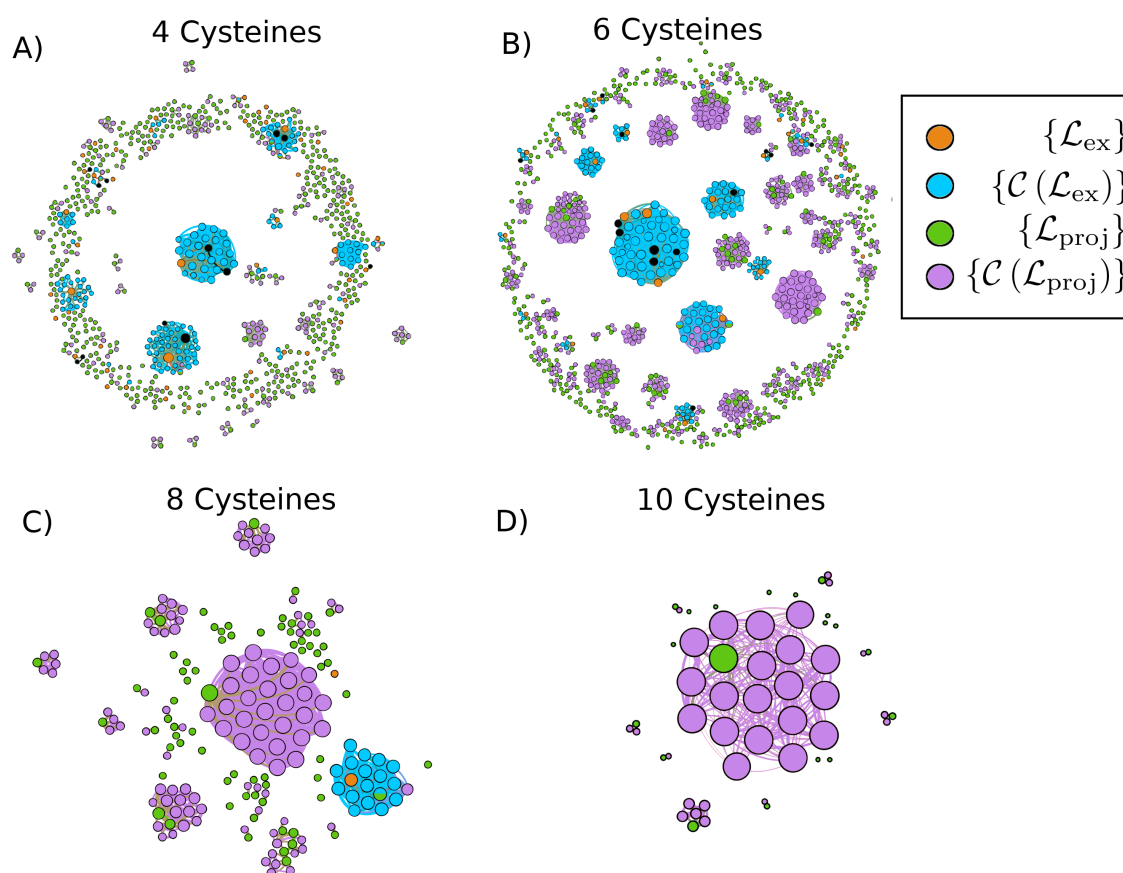 A)
4 Cysteines
B)
6 Cysteines
{ℒex}
{𝒞 (ℒex)}
{ℒproj}
{𝒞 (ℒproj)}
C)
8 Cysteines
D)
10 Cysteines